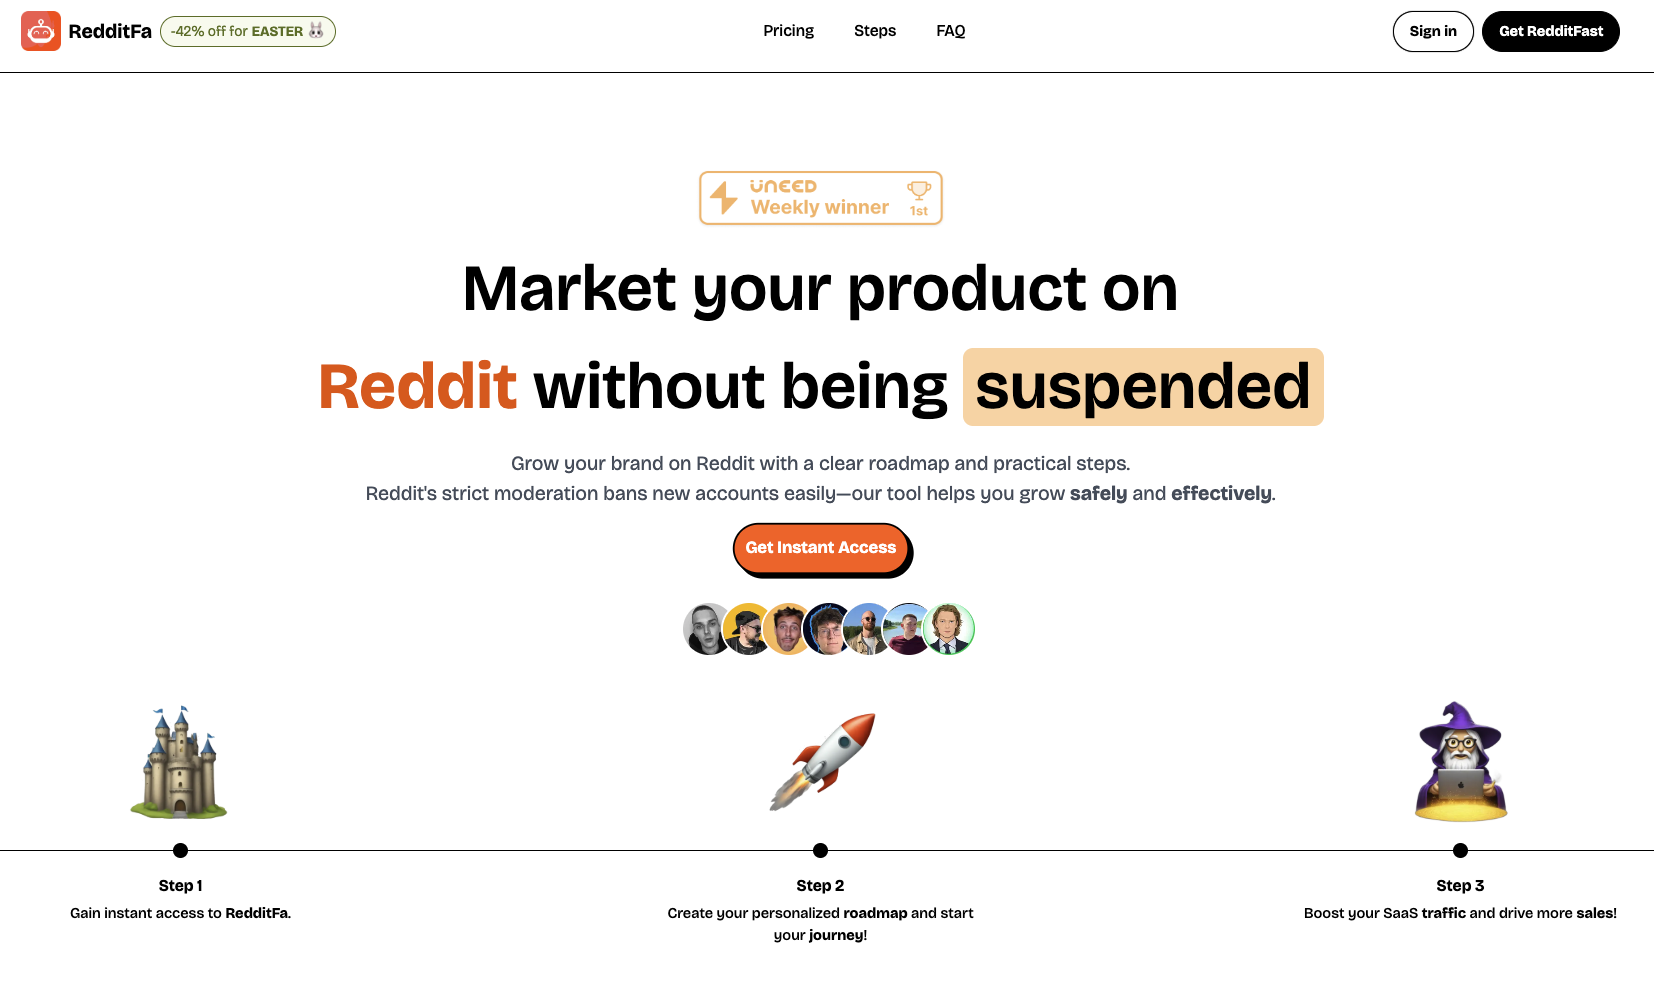 RedditFa
-42% off for EASTER
Pricing
Steps
FAQ
Sign in
Get RedditFast
UNEED
Weekly winner
1st
Market your product on
Reddit without being suspended
Grow your brand on Reddit with a clear roadmap and practical steps.
Reddit's strict moderation bans new accounts easily—our tool helps you grow safely and effectively.
Get Instant Access
Step 1
Gain instant access to RedditFa.
Step 2
Create your personalized roadmap and start
your journey!
Step 3
Boost your SaaS traffic and drive more sales!